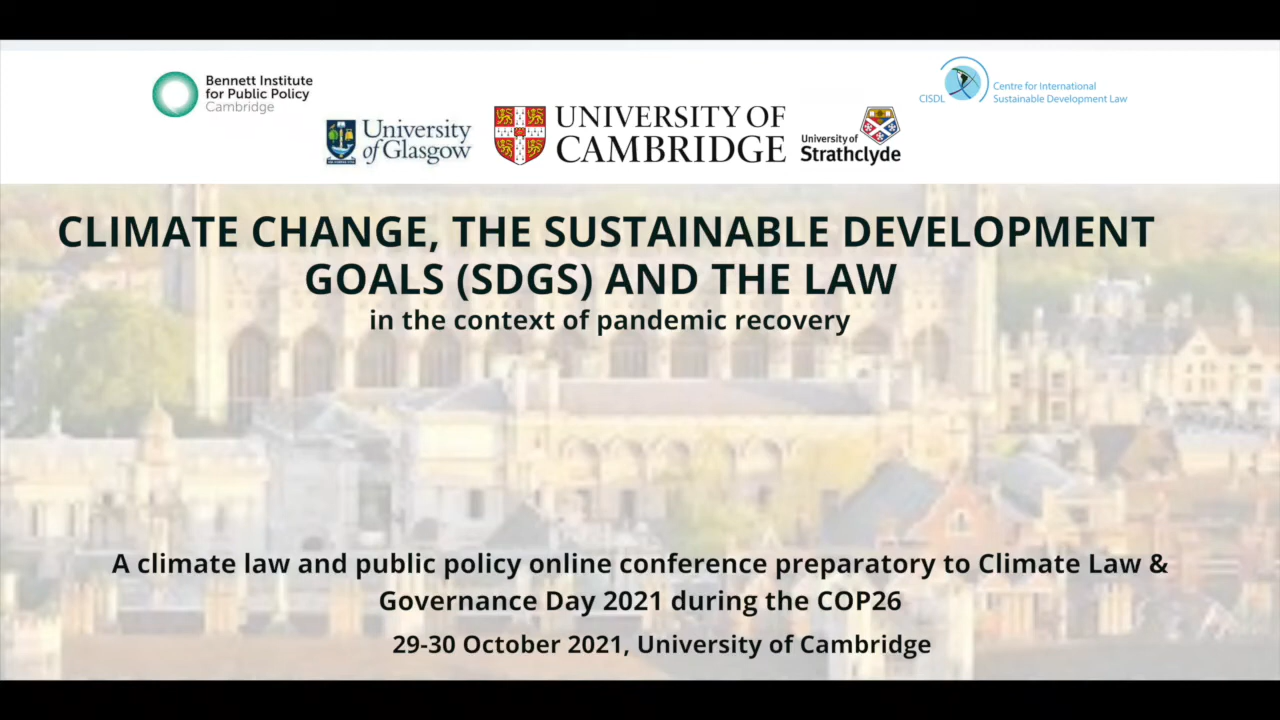 Bennett Institute
for Public Policy
Cambridge
University
of Glasgow
UNIVERSITY OF
CAMBRIDGE
University of
Strathclyde
CISDL
Centre for International
Sustainable Development Law
CLIMATE CHANGE, THE SUSTAINABLE DEVELOPMENT
GOALS (SDGS) AND THE LAW
in the context of pandemic recovery
A climate law and public policy online conference preparatory to Climate Law &
Governance Day 2021 during the COP26
29-30 October 2021, University of Cambridge